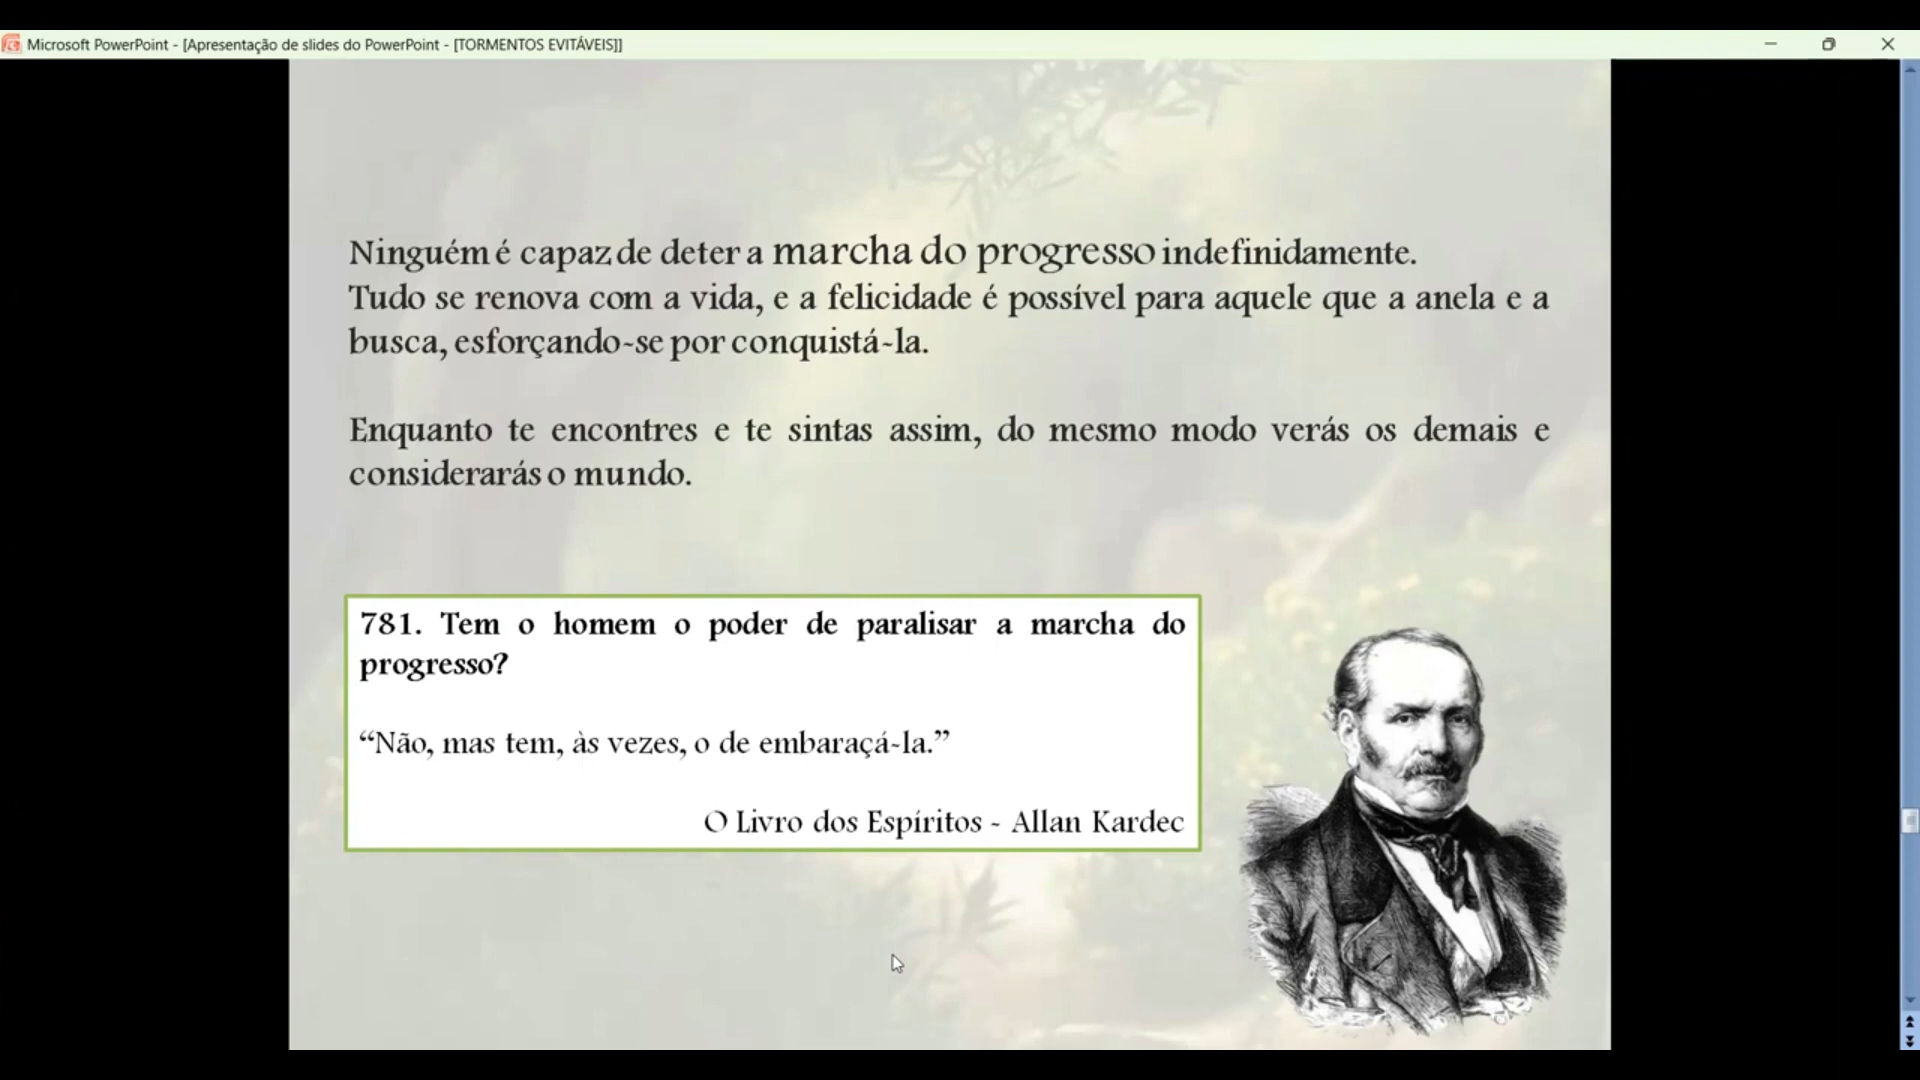 Microsoft PowerPoint - [Apresentação de slides do PowerPoint - [TORMENTOS EVITÁVEIS]]
Ninguém é capaz de deter a marcha do progresso indefinidamente.
Tudo se renova com a vida, e a felicidade é possível para aquele que a anela e a
busca, esforçando-se por conquistá-la.
Enquanto te encontres e te sintas assim, do mesmo modo verás os demais e
considerarás o mundo.
781. Tem o homem o poder de paralisar a marcha do
progresso?
“Não, mas tem, às vezes, o de embaraçá-la.”
O Livro dos Espíritos - Allan Kardec